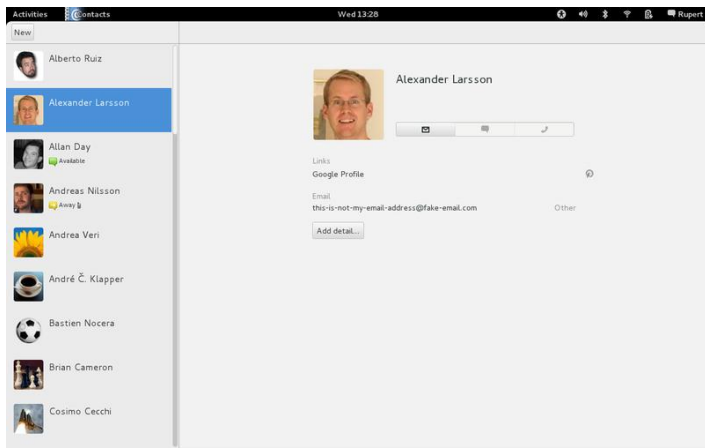 Activities
Contacts
Wed 13:28
Rupert
New
Alberto Ruiz
Alexander Larsson
Allan Day
Available
Andreas Nilsson
Away
Andrea Veri
André Č. Klapper
Bastien Nocera
Brian Cameron
Cosimo Cecchi
Alexander Larsson
Links
Google Profile
Email
this-is-not-my-email-address@fake-email.com Other
Add detail...